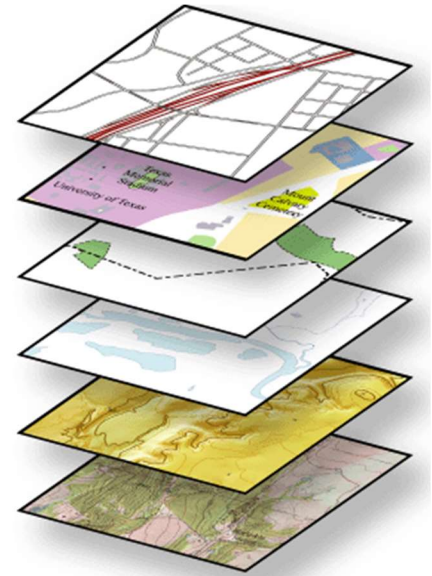 Texas
Memorial
Stadium
University of Texas
Mount
Calvary
Cemetery